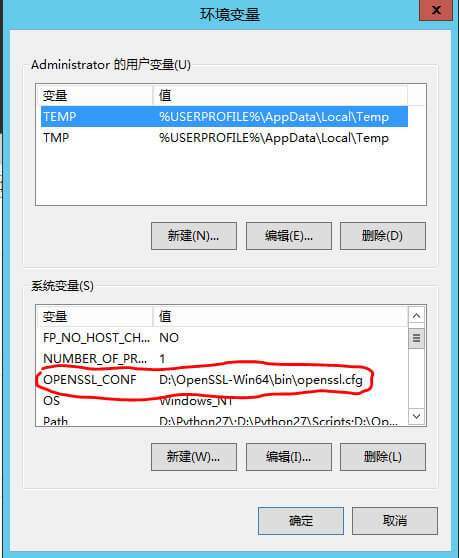 环境变量
x
Administrator 的用户变量(U)
变量 值
TEMP %USERPROFILE%\AppData\Local\Temp
TMP %USERPROFILE%\AppData\Local\Temp
新建(N)... 编辑(E)... 删除(D)
系统变量(S)
变量 值
FP_NO_HOST_CH... NO
NUMBER_OF_PR... 1
OPENSSL_CONF D:\OpenSSL-Win64\bin\openssl.cfg
OS Windows_NT
Path D:\Python27\;D:\Python27\Scripts;D:\Op...
新建(W)... 编辑(I)... 删除(L)
确定 取消